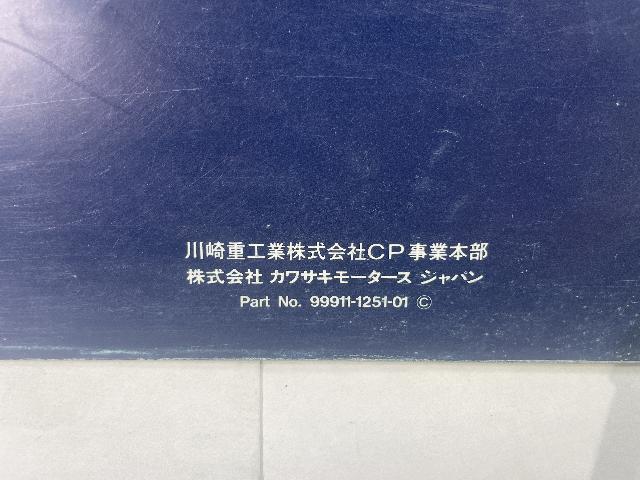 川崎重工業株式会社CP事業本部
株式会社 カワサキモータース ジャパン
Part No. 99911-1251-01 ©